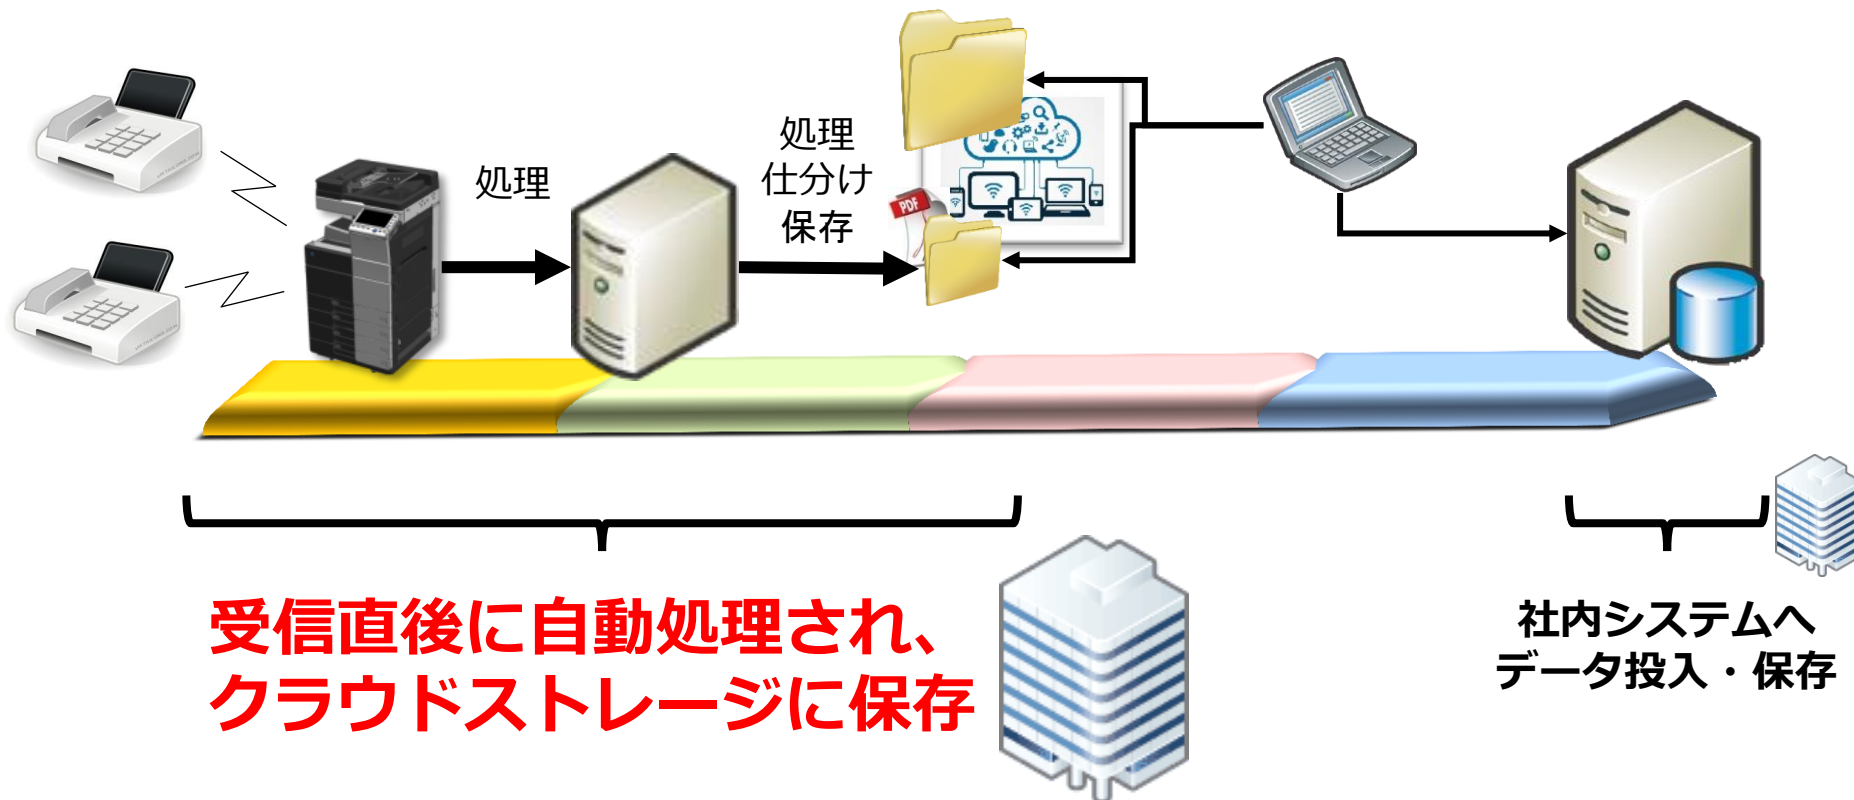 処理
処理
仕分け
保存
PDF
受信直後に自動処理され、
クラウドストレージに保存
社内システムへ
データ投入・保存